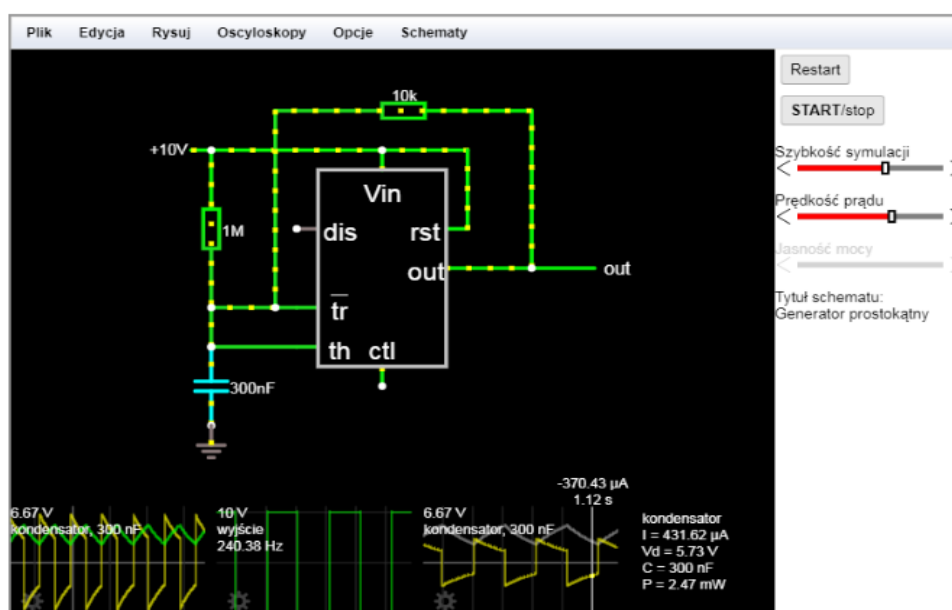 Plik Edycja Rysuj Oscyloskopy Opcje Schematy
Restart
START/stop
Szybkość symulacji
Prędkość prądu
Jasność mocy
Tytuł schematu:
Generator prostokątny
10k
+10V
Vin
1M
dis
rst
out
out
tr
th
ctl
300nF
6.67 V
kondensator, 300 nF
10 V
wyjście
240.38 Hz
6.67 V
kondensator, 300 nF
-370.43 µA
1.12 s
kondensator
I = 431.62 µA
Vd = 5.73 V
C = 300 nF
P = 2.47 mW